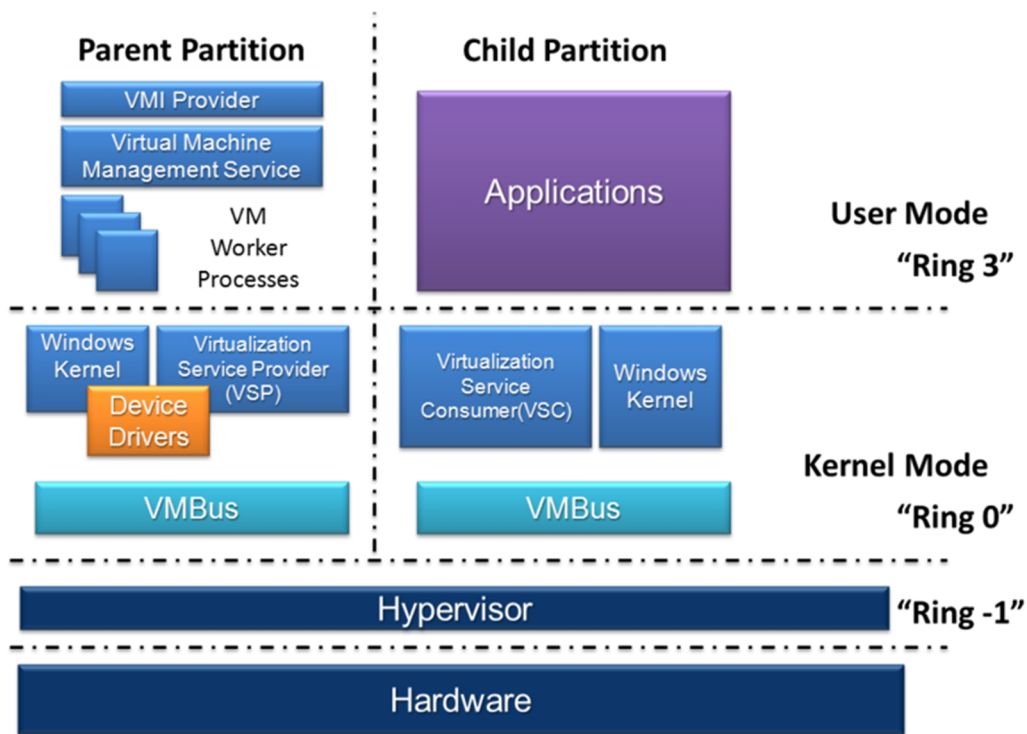 Parent Partition
Child Partition
VMI Provider
Virtual Machine
Management Service
VM
Worker
Processes
Applications
User Mode
“Ring 3”
Windows
Kernel
Virtualization
Service Provider
(VSP)
Device
Drivers
VMBus
Virtualization
Service
Consumer(VSC)
Windows
Kernel
VMBus
Kernel Mode
“Ring 0”
Hypervisor
“Ring -1”
Hardware